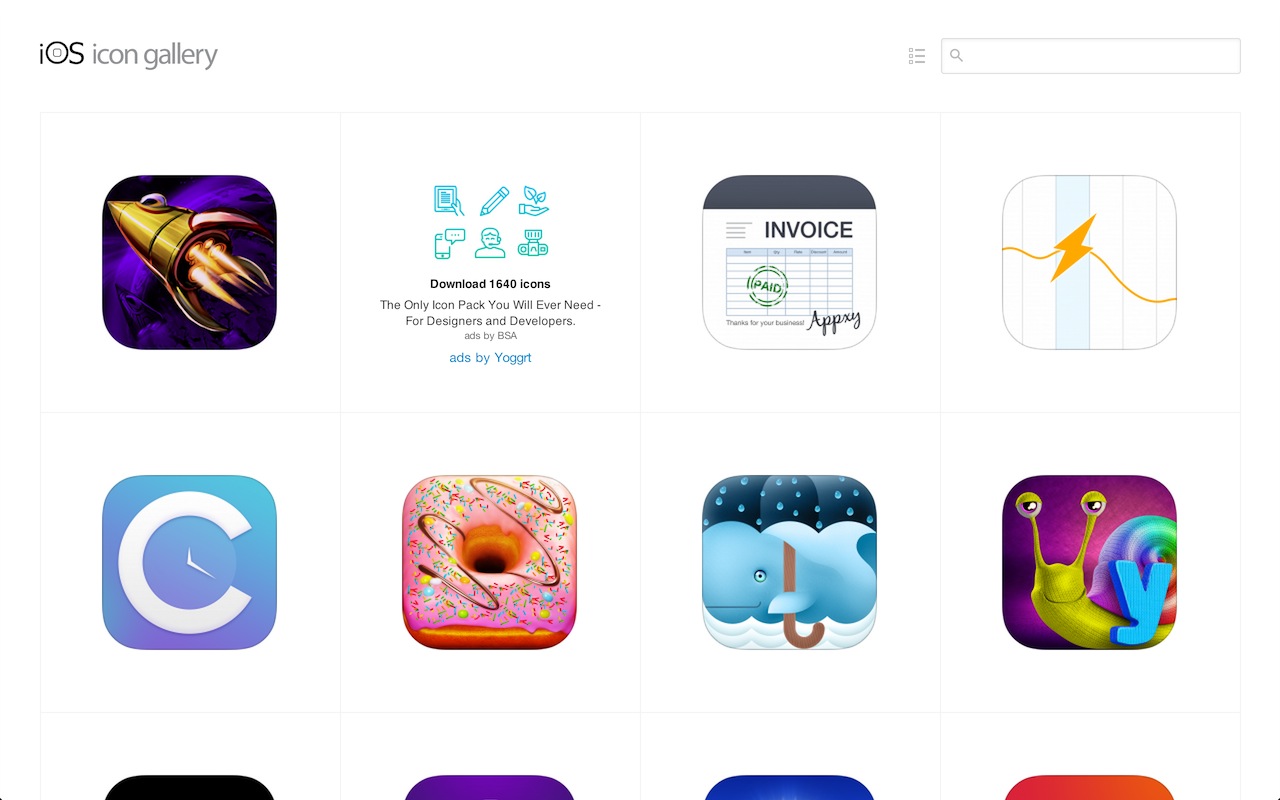 iOS icon gallery
Download 1640 icons
The Only Icon Pack You Will Ever Need -
For Designers and Developers.
ads by BSA
ads by Yoggrt
INVOICE
Item Qty Rate Discount Amount
PAID
Thanks for your business! Appxy
y